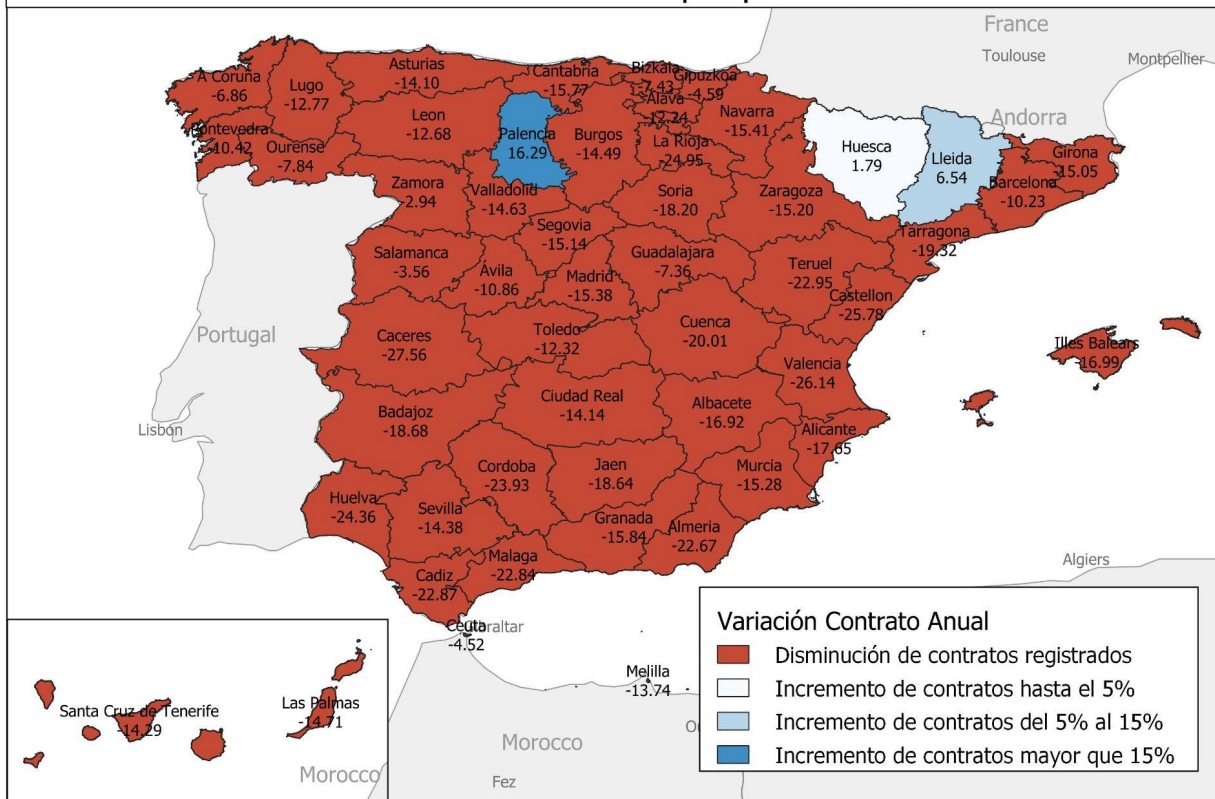 France
Toulouse
Montpellier
Andorra
A Coruña
-6.86
Lugo
-12.77
Asturias
-14.10
Cantabria
-15.77
Bizkaia
-7.43
Gipuzkoa
-4.59
Alava
-12.24
Navarra
-15.41
Pontevedra
-10.42
Ourense
-7.84
Leon
-12.68
Palencia
16.29
Burgos
-14.49
La Rioja
-24.95
Huesca
1.79
Lleida
6.54
Girona
-15.05
Barcelona
-10.23
Zamora
-2.94
Valladolid
-14.63
Soria
-18.20
Zaragoza
-15.20
Tarragona
-19.32
Segovia
-15.14
Salamanca
-3.56
Ávila
-10.86
Madrid
-15.38
Guadalajara
-7.36
Teruel
-22.95
Castellon
-25.78
Portugal
Caceres
-27.56
Toledo
-12.32
Cuenca
-20.01
Valencia
-26.14
Illes Balears
-16.99
Lisbon
Badajoz
-18.68
Ciudad Real
-14.14
Albacete
-16.92
Alicante
-17.65
Cordoba
-23.93
Jaen
-18.64
Murcia
-15.28
Huelva
-24.36
Sevilla
-14.38
Granada
-15.84
Almeria
-22.67
Malaga
-22.84
Cadiz
-22.87
Algiers
Ceuta
-4.52
Gibraltar
Melilla
-13.74
Morocco
Fez
Santa Cruz de Tenerife
-14.29
Las Palmas
-14.71
Morocco
Variación Contrato Anual
Disminución de contratos registrados
Incremento de contratos hasta el 5%
Incremento de contratos del 5% al 15%
Incremento de contratos mayor que 15%